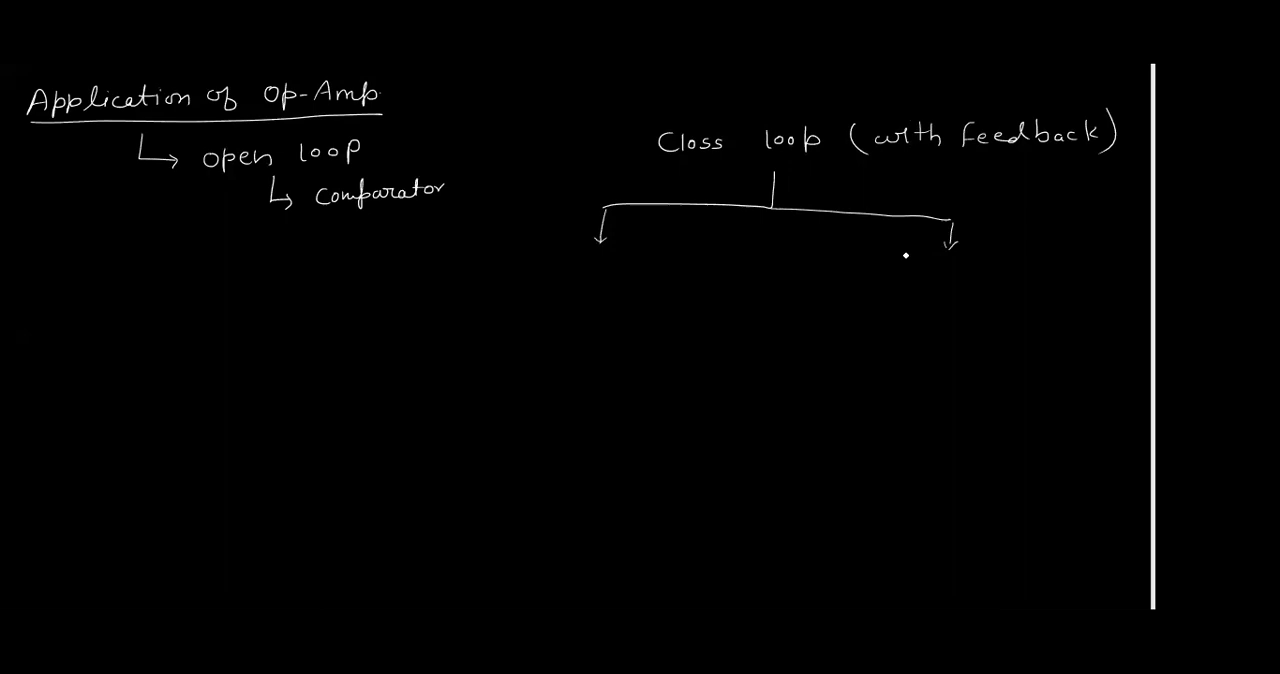 Application of Op-Amp
open loop
Comparator
Closs loop (with feedback)